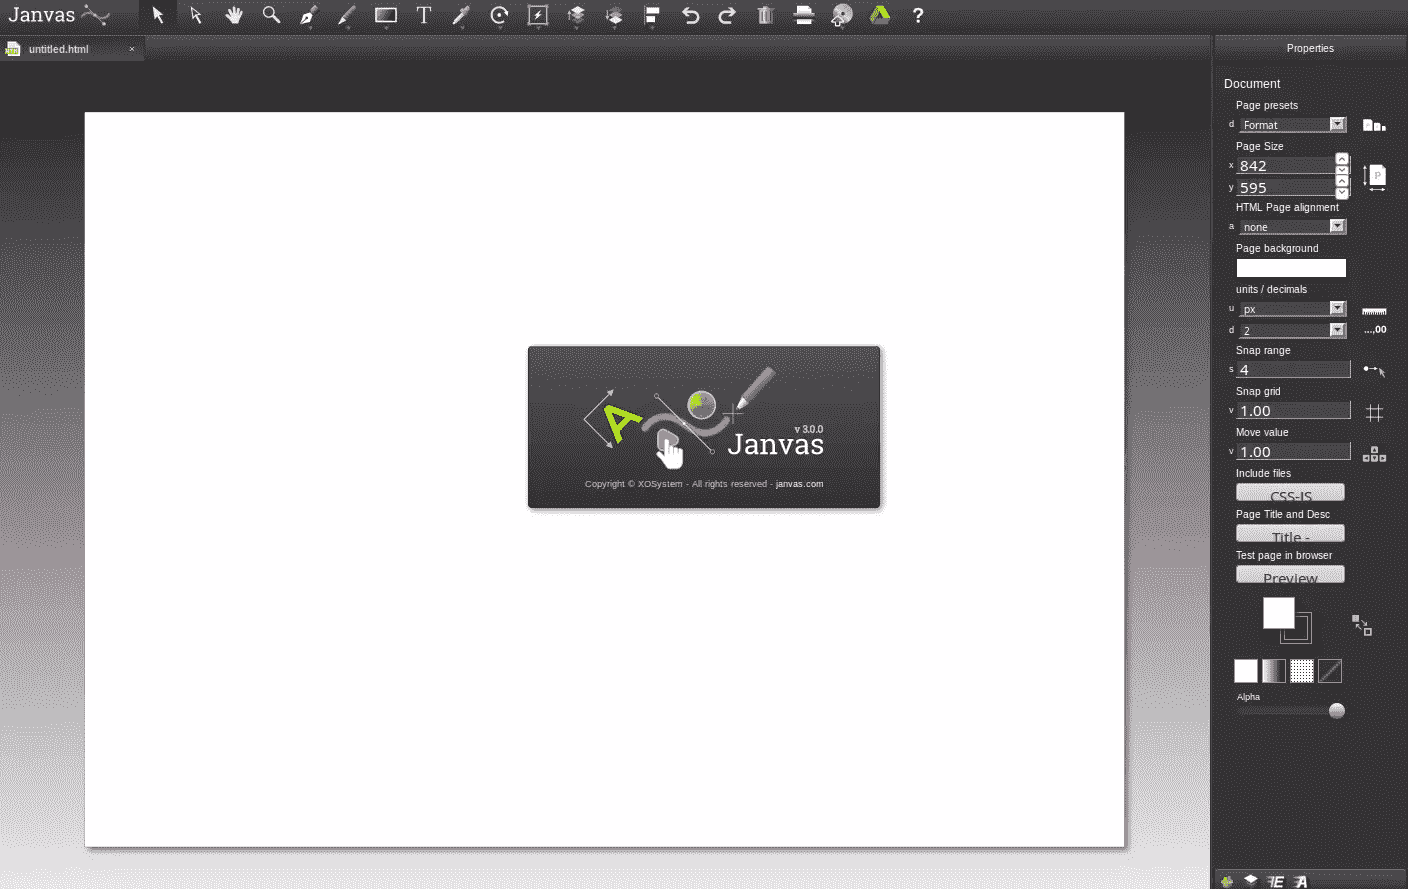 Janvas
T
?
untitled.html ×
Properties
Document
Page presets
d Format
Page Size
x 842
P
y 595
HTML Page alignment
a none
Page background
units / decimals
u px
d 2 ...,00
Snap range
s 4
Snap grid
v 1.00
Move value
v 1.00
Include files
CSS-JS
Page Title and Desc
Title -
Test page in browser
Preview
Alpha
A
v 3.0.0
Janvas
Copyright © XOSystem - All rights reserved - janvas.com
E A